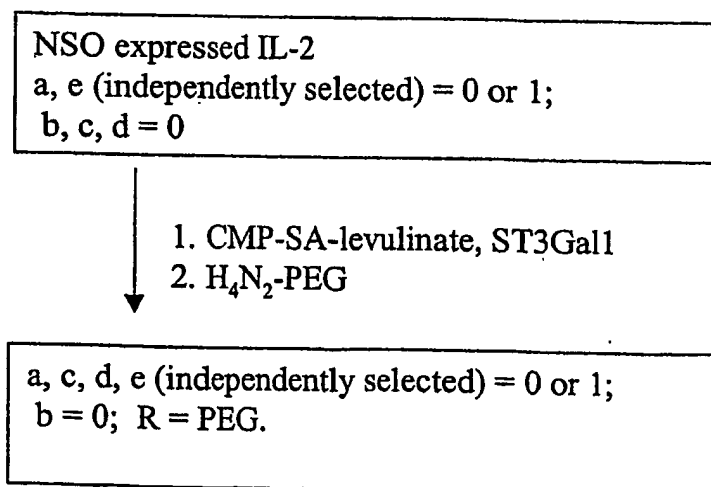 NSO expressed IL-2
a, e (independently selected) = 0 or 1;
b, c, d = 0
1. CMP-SA-levulinate, ST3Gal1
2. H₄N₂-PEG
a, c, d, e (independently selected) = 0 or 1;
b = 0; R = PEG.